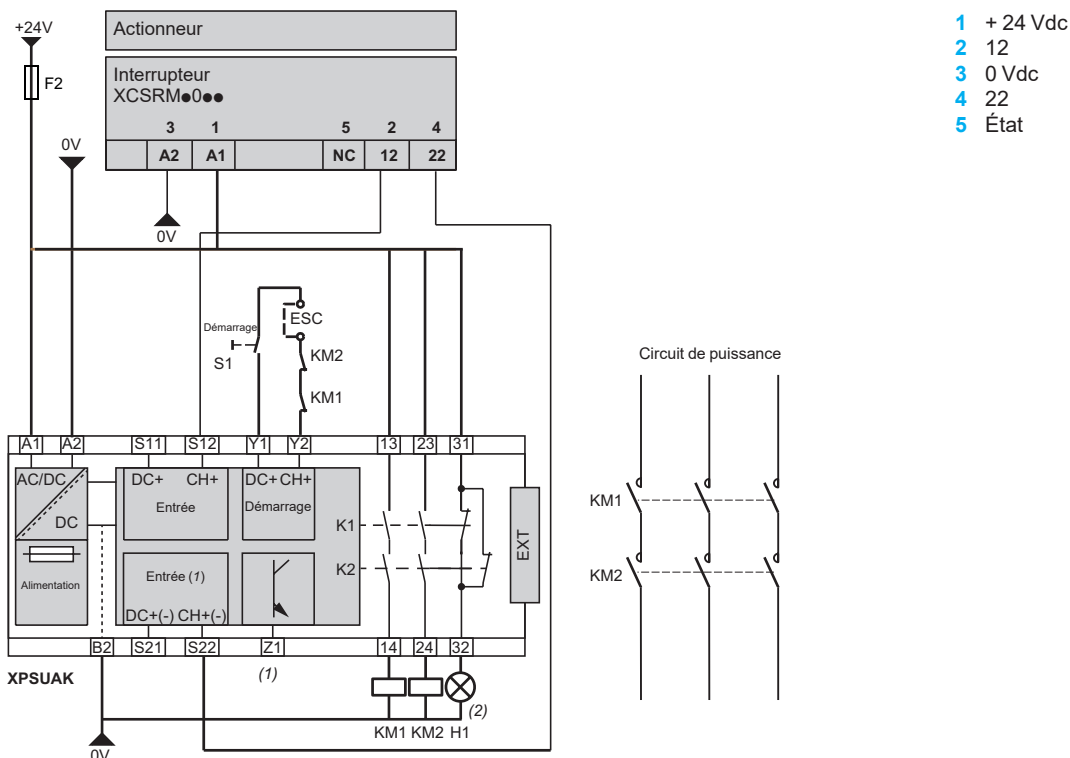 +24V
Actionneur
F2
Interrupteur
XCSRM●0●●
3 1 5 2 4
A2 A1 NC 12 22
0V
0V
1 + 24 Vdc
2 12
3 0 Vdc
4 22
5 État
Démarrage
S1
ESC
KM2
KM1
A1 A2 S11 S12 Y1 Y2 13 23 31
AC/DC
DC
Alimentation
DC+ CH+
Entrée
DC+ CH+
Démarrage
K1
K2
Entrée (1)
DC+(-) CH+(-)
EXT
B2 S21 S22 Z1 14 24 32
XPSUAK
(1)
(2)
KM1 KM2 H1
0V
Circuit de puissance
KM1
KM2